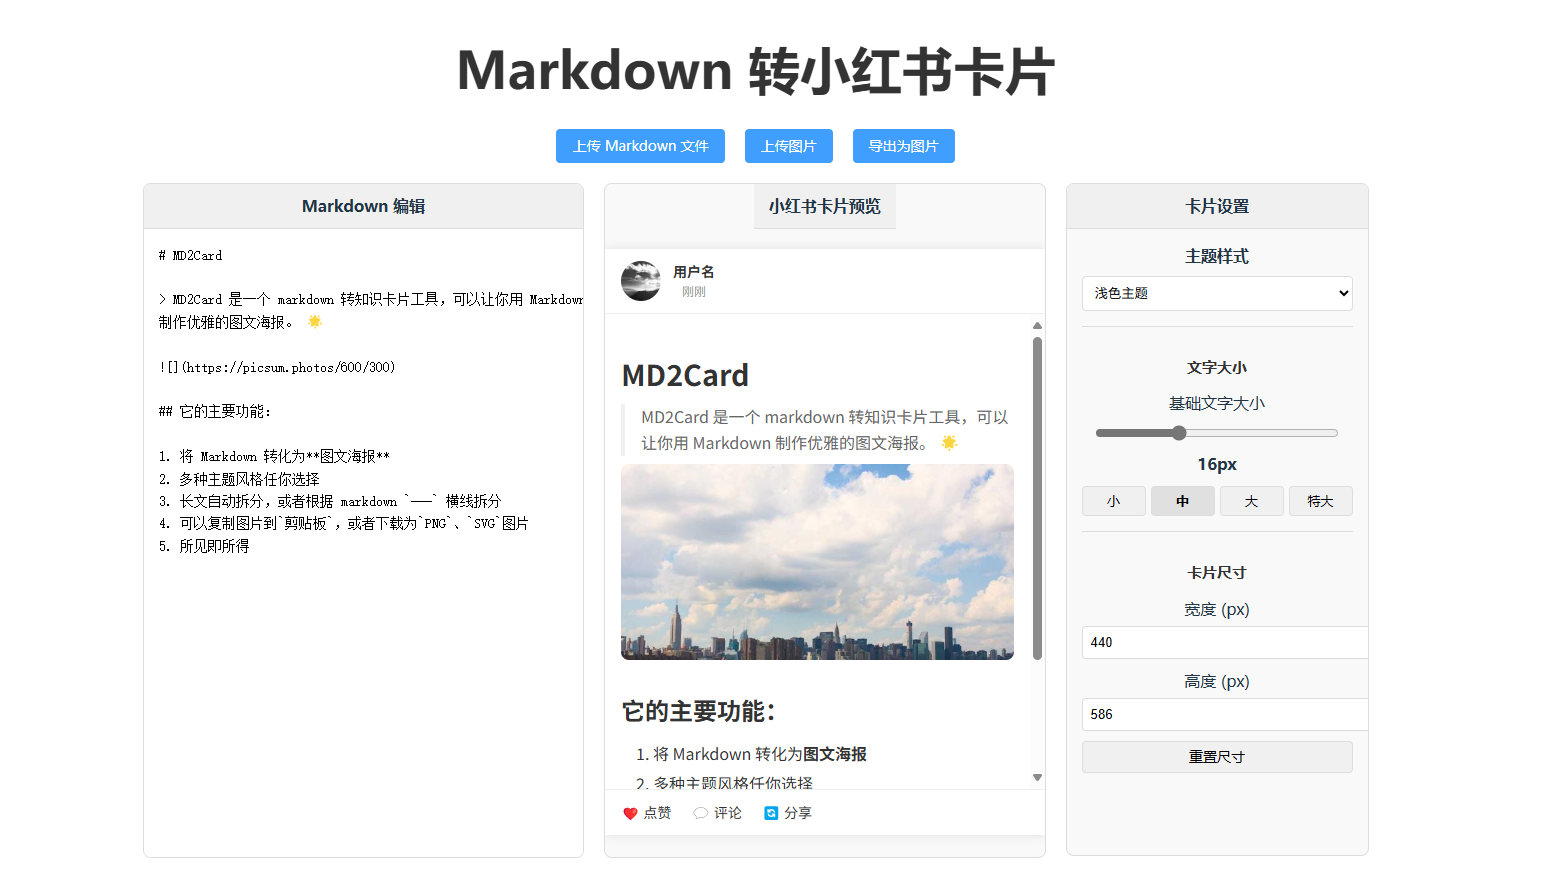 Markdown 转小红书卡片
上传 Markdown 文件
上传图片
导出为图片
Markdown 编辑
# MD2Card
> MD2Card 是一个 markdown 转知识卡片工具，可以让你用 Markdown
制作优雅的图文海报。 🌟
![](https://picsum.photos/600/300)
## 它的主要功能：
1. 将 Markdown 转化为**图文海报**
2. 多种主题风格任你选择
3. 长文自动拆分，或者根据 markdown `---` 横线拆分
4. 可以复制图片到`剪贴板`，或者下载为`PNG`、`SVG`图片
5. 所见即所得
小红书卡片预览
用户名
刚刚
MD2Card
MD2Card 是一个 markdown 转知识卡片工具，可以
让你用 Markdown 制作优雅的图文海报。 🌟
它的主要功能：
1. 将 Markdown 转化为图文海报
2. 多种主题风格任你选择
❤️ 点赞
💬 评论
🔄 分享
卡片设置
主题样式
浅色主题
文字大小
基础文字大小
16px
小
中
大
特大
卡片尺寸
宽度 (px)
440
高度 (px)
586
重置尺寸